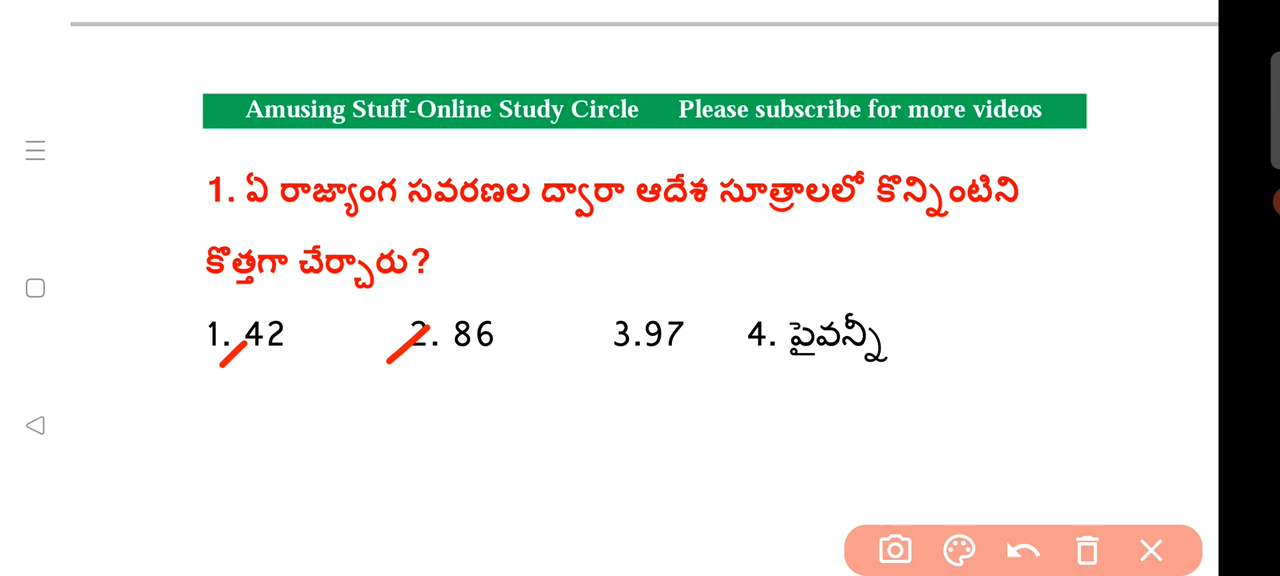 Amusing Stuff-Online Study Circle Please subscribe for more videos
1. ఏ రాజ్యాంగ సవరణల ద్వారా ఆదేశ సూత్రాలలో కొన్నింటిని
కొత్తగా చేర్చారు?
1. 42 2. 86 3.97 4. పైవన్నీ